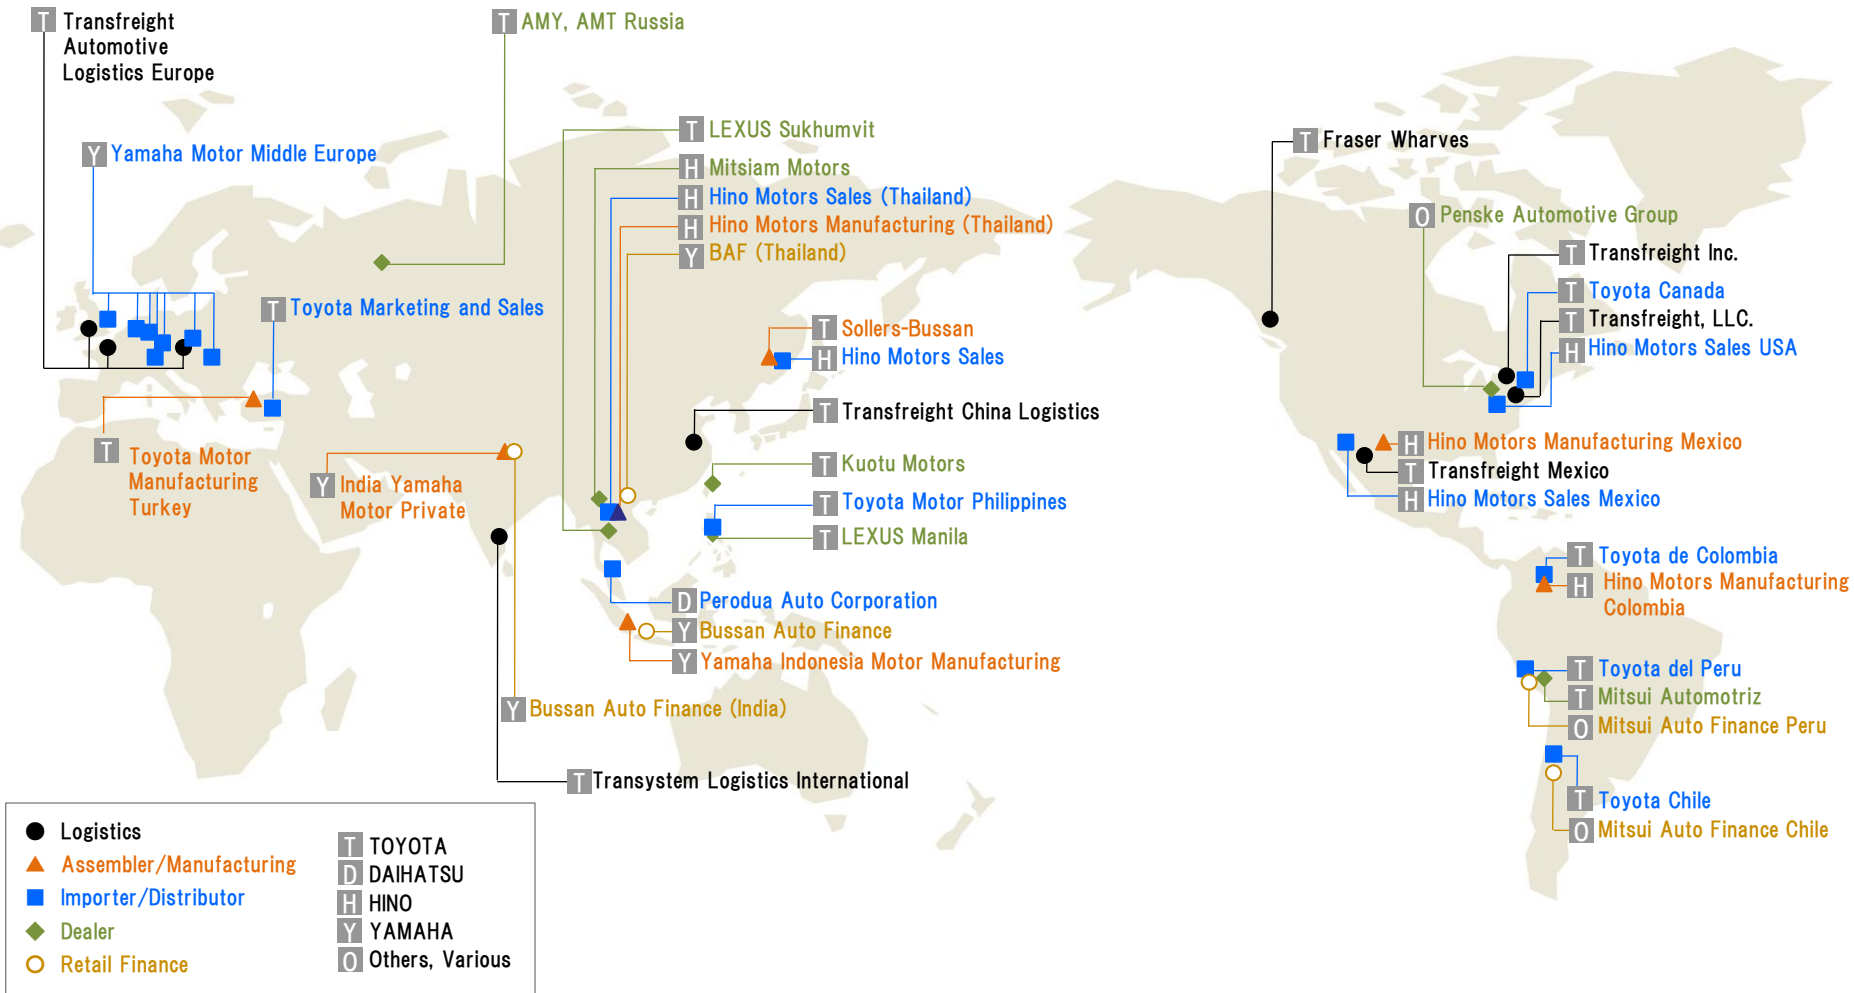 T Transfreight
Automotive
Logistics Europe
T AMY, AMT Russia
Y Yamaha Motor Middle Europe
T LEXUS Sukhumvit
H Mitsiam Motors
H Hino Motors Sales (Thailand)
H Hino Motors Manufacturing (Thailand)
Y BAF (Thailand)
T Toyota Marketing and Sales
T Sollers-Bussan
H Hino Motors Sales
T Transfreight China Logistics
T Toyota Motor
Manufacturing
Turkey
Y India Yamaha
Motor Private
T Kuotu Motors
T Toyota Motor Philippines
T LEXUS Manila
D Perodua Auto Corporation
Y Bussan Auto Finance
Y Yamaha Indonesia Motor Manufacturing
Y Bussan Auto Finance (India)
T Transystem Logistics International
T Fraser Wharves
O Penske Automotive Group
T Transfreight Inc.
T Toyota Canada
T Transfreight, LLC.
H Hino Motors Sales USA
H Hino Motors Manufacturing Mexico
T Transfreight Mexico
H Hino Motors Sales Mexico
T Toyota de Colombia
H Hino Motors Manufacturing
Colombia
T Toyota del Peru
T Mitsui Automotriz
O Mitsui Auto Finance Peru
T Toyota Chile
O Mitsui Auto Finance Chile
Logistics
Assembler/Manufacturing
Importer/Distributor
Dealer
Retail Finance
T TOYOTA
D DAIHATSU
H HINO
Y YAMAHA
O Others, Various